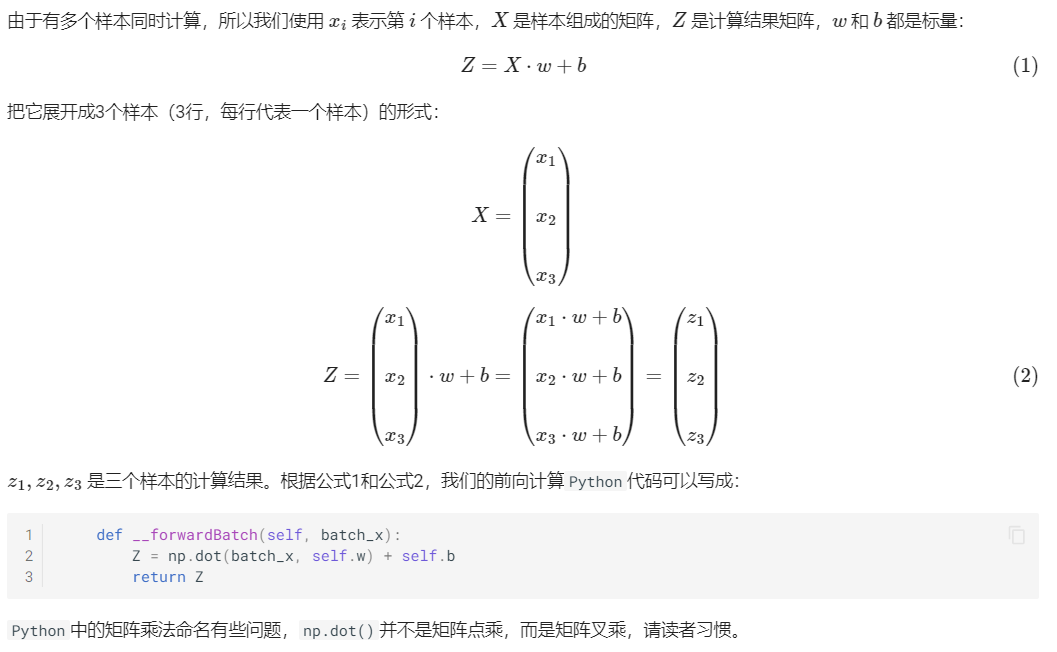 由于有多个样本同时计算，所以我们使用 x_i 表示第 i 个样本，X 是样本组成的矩阵，Z 是计算结果矩阵，w 和 b 都是标量：
Z = X · w + b (1)
把它展开成3个样本（3行，每行代表一个样本）的形式：
X = \begin{pmatrix} x_1 \\ x_2 \\ x_3 \end{pmatrix}
Z = \begin{pmatrix} x_1 \\ x_2 \\ x_3 \end{pmatrix} · w + b = \begin{pmatrix} x_1 · w + b \\ x_2 · w + b \\ x_3 · w + b \end{pmatrix} = \begin{pmatrix} z_1 \\ z_2 \\ z_3 \end{pmatrix} (2)
z_1, z_2, z_3 是三个样本的计算结果。根据公式1和公式2，我们的前向计算 Python 代码可以写成：
1 def __forwardBatch(self, batch_x):
2 Z = np.dot(batch_x, self.w) + self.b
3 return Z
Python 中的矩阵乘法命名有些问题，np.dot() 并不是矩阵点乘，而是矩阵叉乘，请读者习惯。